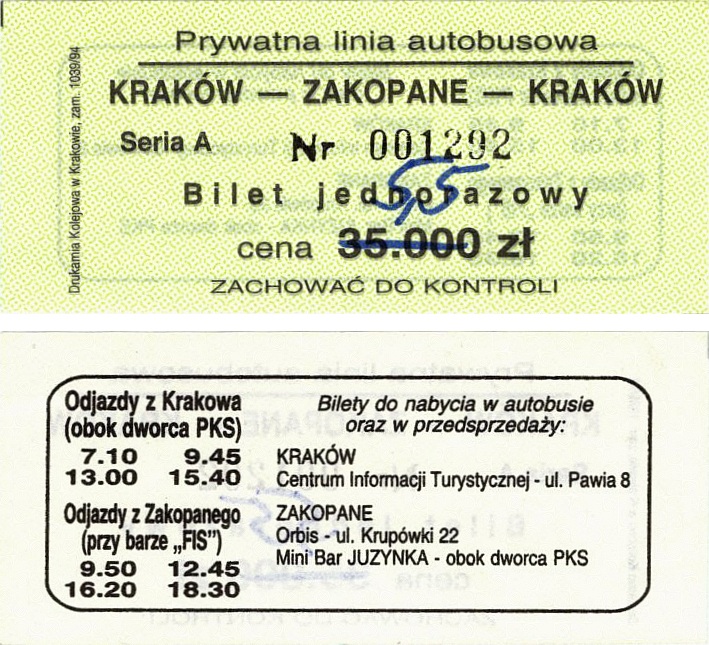 Prywatna linia autobusowa
KRAKÓW — ZAKOPANE — KRAKÓW
Seria A Nr 001292
Bilet jednorazowy
5,5
cena 35.000 zł
ZACHOWAĆ DO KONTROLI
Drukarnia Kolejowa w Krakowie, zam. 1039/94
Odjazdy z Krakowa
(obok dworca PKS)
7.10 9.45
13.00 15.40
Odjazdy z Zakopanego
(przy barze „FIS”)
9.50 12.45
16.20 18.30
Bilety do nabycia w autobusie
oraz w przedsprzedaży:
KRAKÓW
Centrum Informacji Turystycznej - ul. Pawia 8
ZAKOPANE
Orbis - ul. Krupówki 22
Mini Bar JUZYNKA - obok dworca PKS